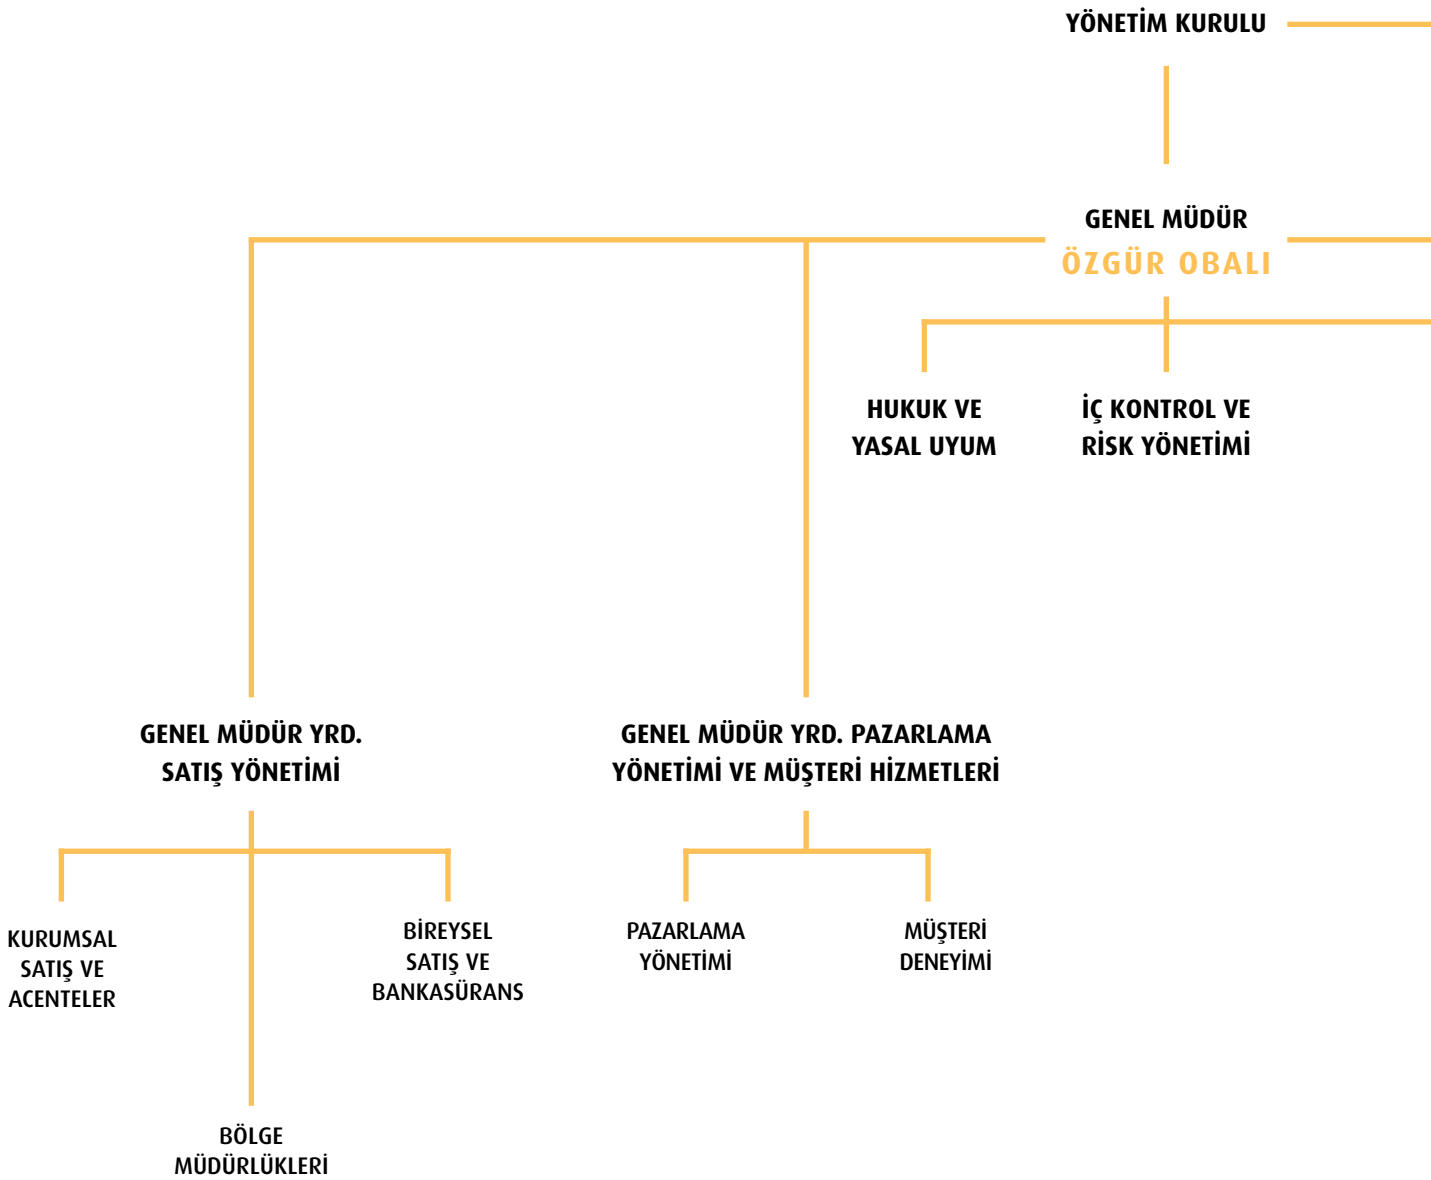 YÖNETİM KURULU
GENEL MÜDÜR
ÖZGÜR OBALI
HUKUK VE
YASAL UYUM
İÇ KONTROL VE
RİSK YÖNETİMİ
GENEL MÜDÜR YRD.
SATIŞ YÖNETİMİ
GENEL MÜDÜR YRD. PAZARLAMA
YÖNETİMİ VE MÜŞTERİ HİZMETLERİ
KURUMSAL
SATIŞ VE
ACENTELER
BİREYSEL
SATIŞ VE
BANKASÜRANS
PAZARLAMA
YÖNETİMİ
MÜŞTERİ
DENEYİMİ
BÖLGE
MÜDÜRLÜKLERİ